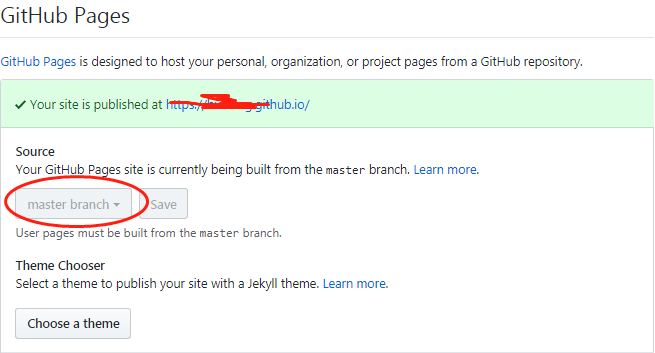 GitHub Pages
GitHub Pages is designed to host your personal, organization, or project pages from a GitHub repository.
✔ Your site is published at https:// github.io/
Source
Your GitHub Pages site is currently being built from the master branch. Learn more.
master branch Save
User pages must be built from the master branch.
Theme Chooser
Select a theme to publish your site with a Jekyll theme. Learn more.
Choose a theme